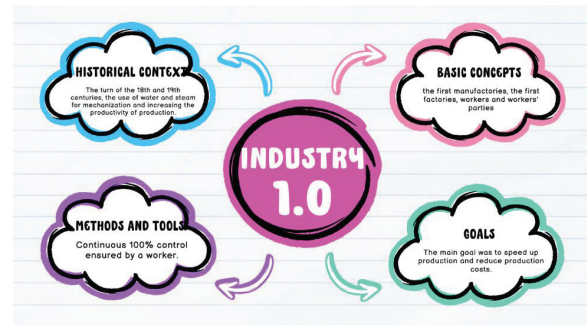 HISTORICAL CONTEXT
The turn of the 18th and 19th
centuries, the use of water and steam
for mechanization and increasing the
productivity of production.
BASIC CONCEPTS
the first manufactories, the first
factories, workers and workers'
parties
INDUSTRY
1.0
METHODS AND TOOLS
Continuous 100% control
ensured by a worker.
GOALS
The main goal was to speed up
production and reduce production
costs.